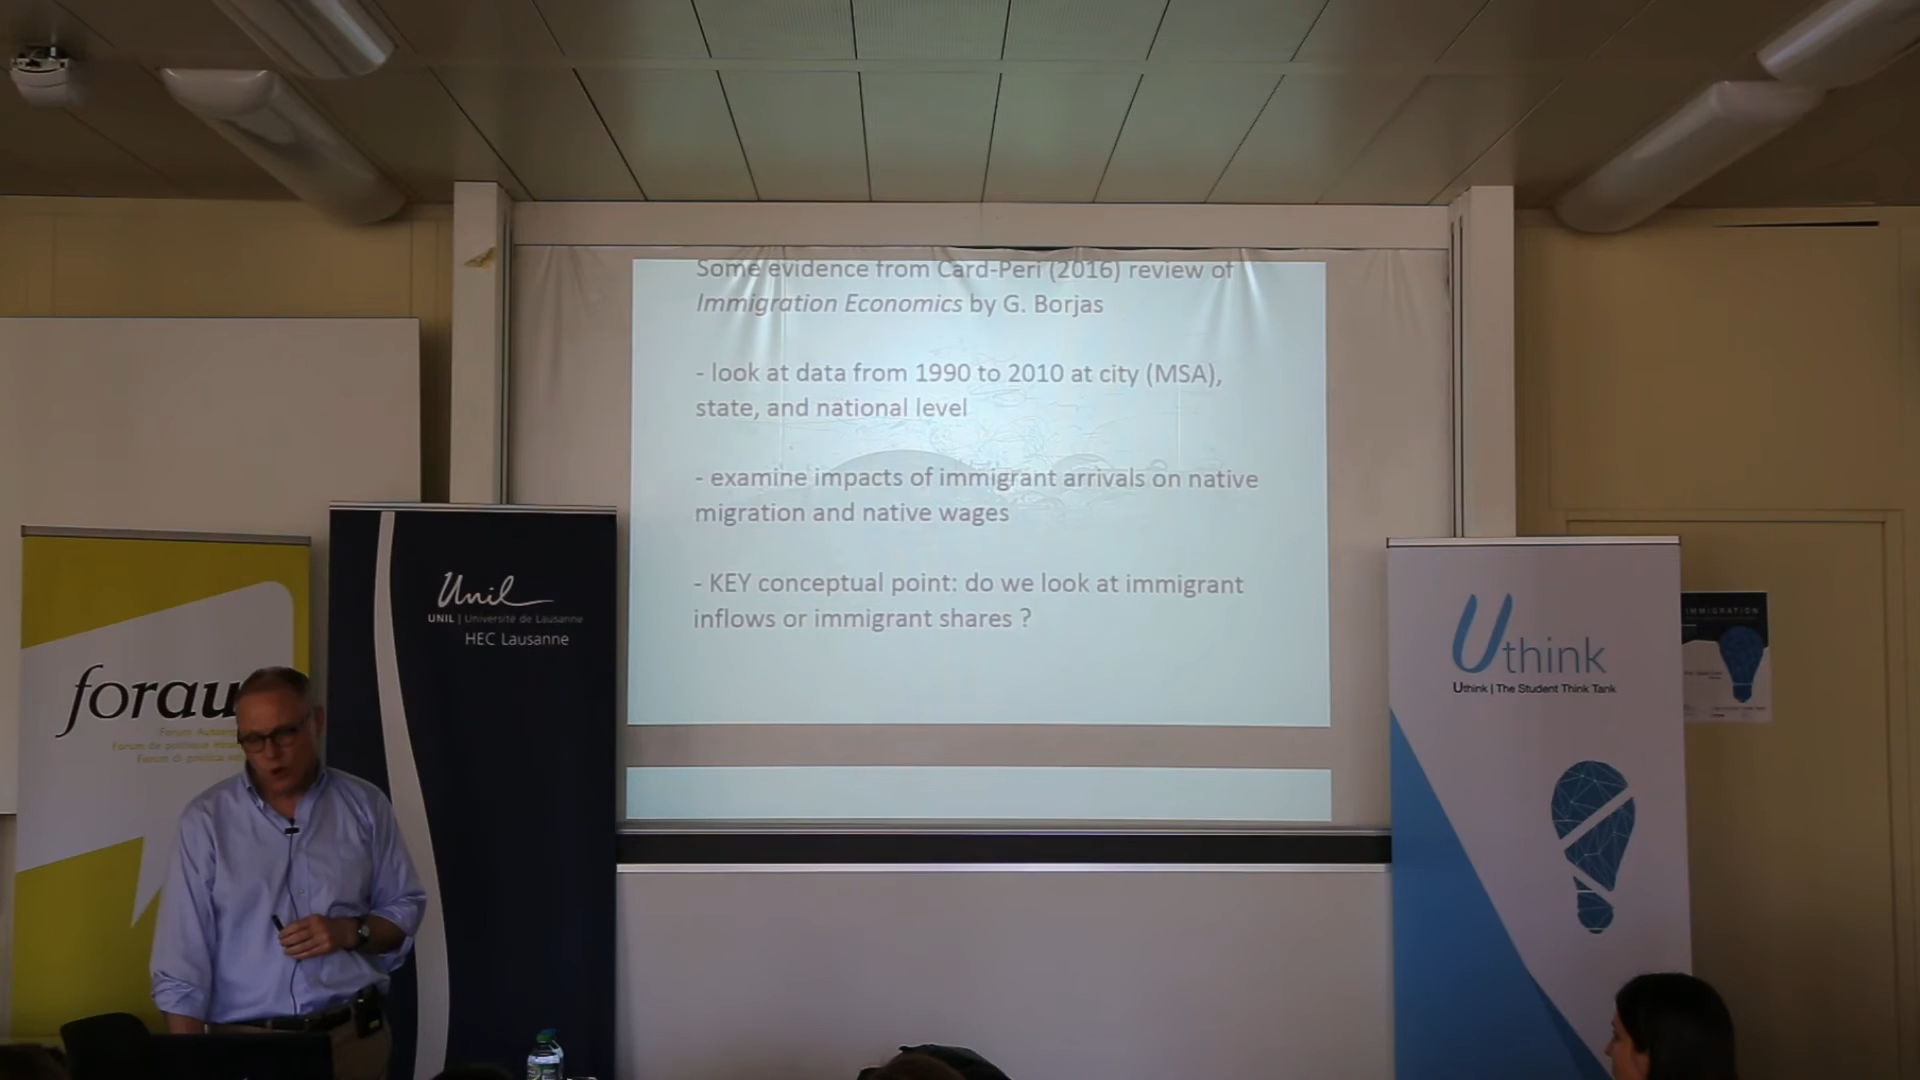 Some evidence from Card-Peri (2016) review of
Immigration Economics by G. Borjas
- look at data from 1990 to 2010 at city (MSA),
state, and national level
- examine impacts of immigrant arrivals on native
migration and native wages
- KEY conceptual point: do we look at immigrant
inflows or immigrant shares ?
forau
Forum de politique
Unil
UNIL | Université de Lausanne
HEC Lausanne
Uthink
Uthink | The Student Think Tank
IMMIGRATION